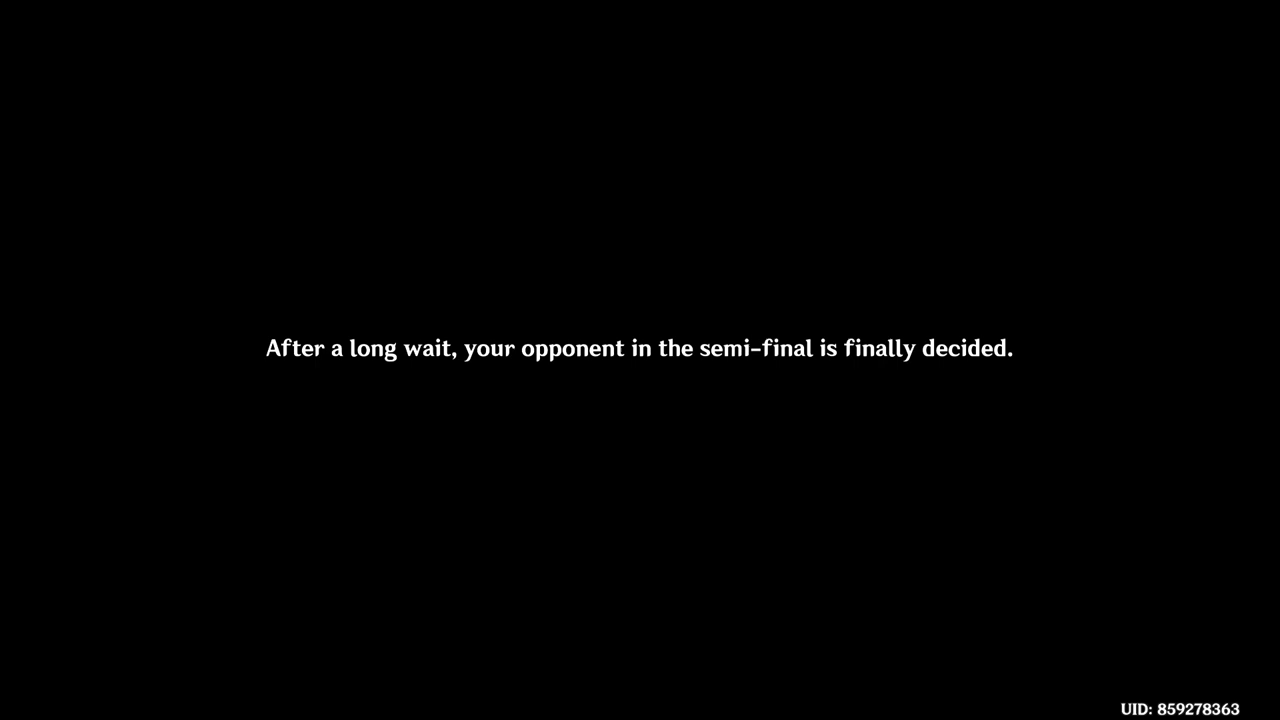 After a long wait, your opponent in the semi-final is finally decided.
UID: 859278363